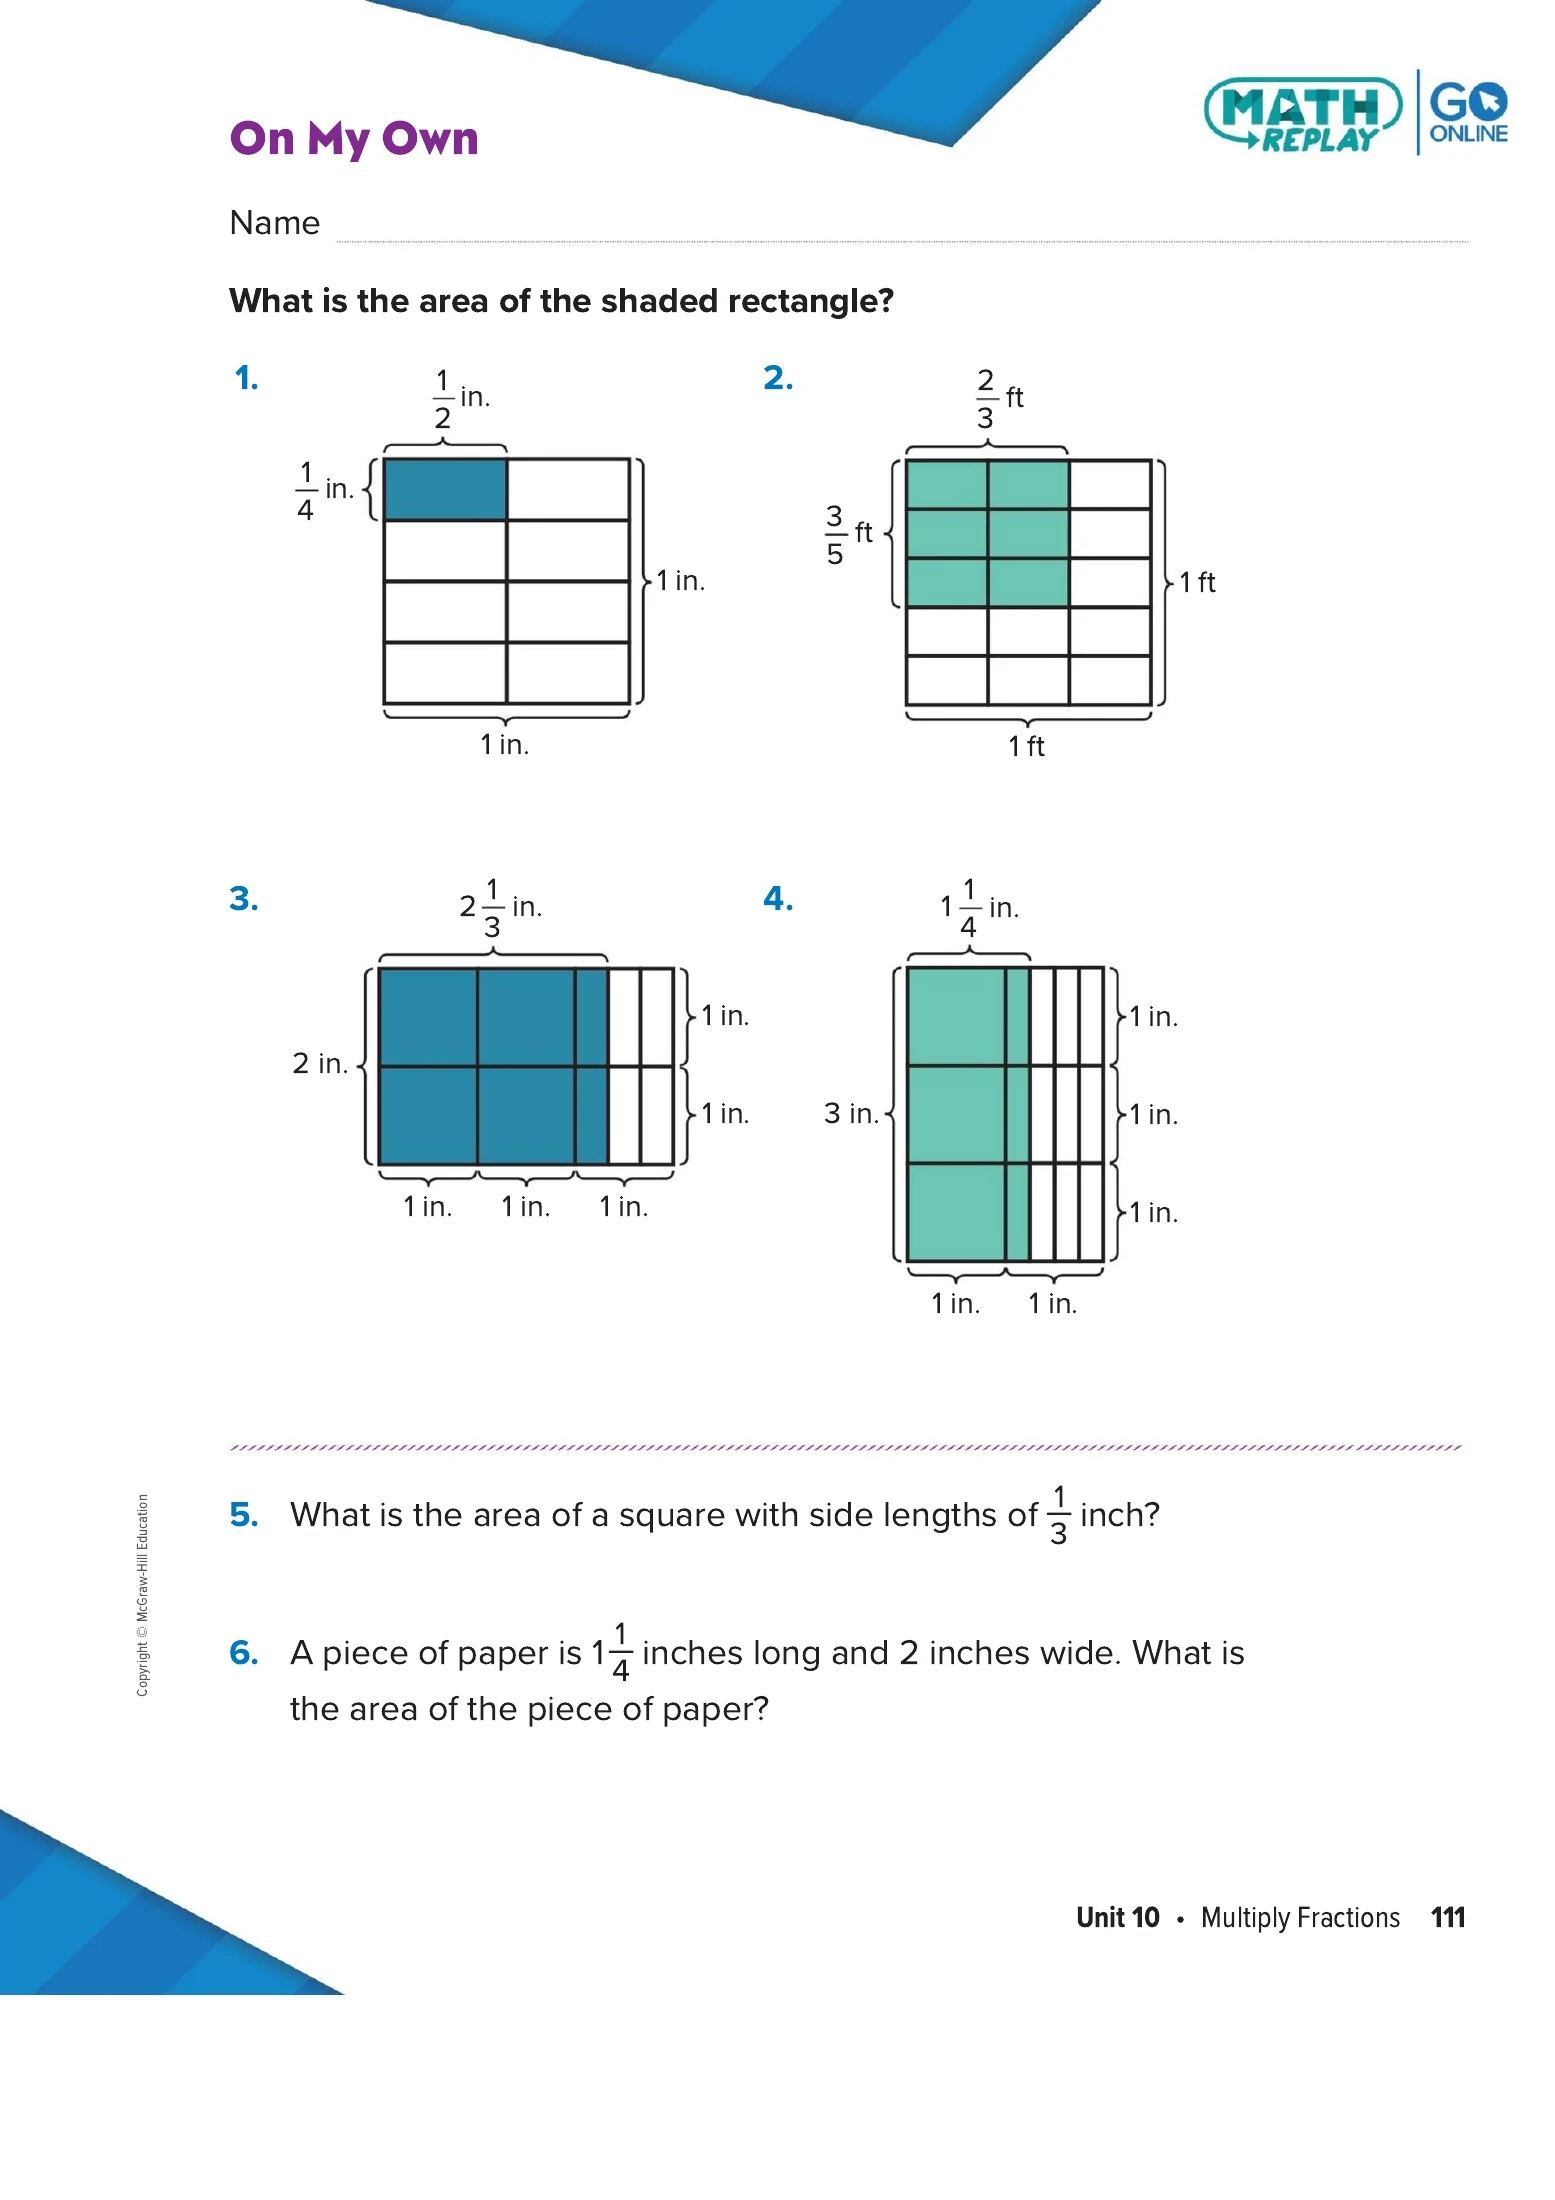 MATH REPLAY
GO ONLINE
On My Own
Name
What is the area of the shaded rectangle?
1.
1/2 in.
1/4 in.
1 in.
1 in.
2.
2/3 ft
3/5 ft
1 ft
1 ft
3.
2 1/3 in.
2 in.
1 in.
1 in.
1 in. 1 in. 1 in.
4.
1 1/4 in.
3 in.
1 in.
1 in.
1 in.
1 in. 1 in.
5. What is the area of a square with side lengths of 1/3 inch?
6. A piece of paper is 1 1/4 inches long and 2 inches wide. What is
the area of the piece of paper?
Copyright © McGraw-Hill Education
Unit 10 • Multiply Fractions 111